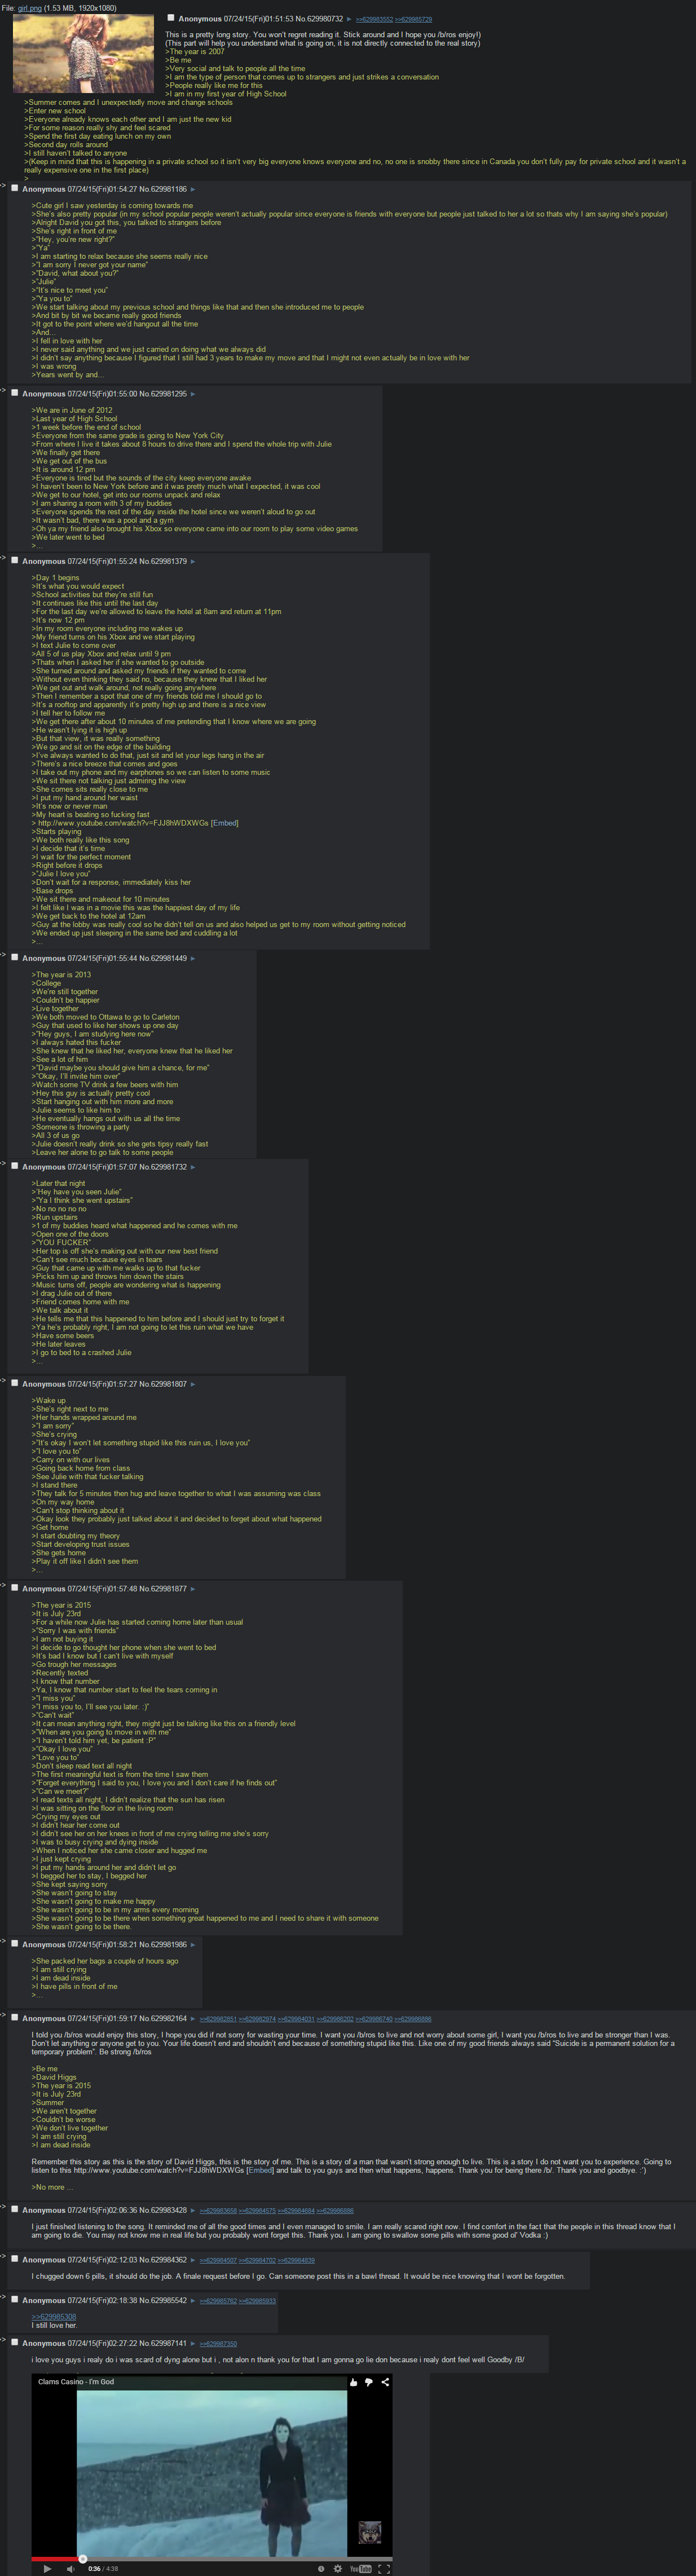 File: girl.png (1.53 MB, 1920x1080)
Anonymous 07/24/15(Fri)01:51:53 No.629980732 ► >>629983552 >>629985729
This is a pretty long story. You won't regret reading it. Stick around and I hope you /b/ros enjoy!)
(This part will help you understand what is going on, it is not directly connected to the real story)
>The year is 2007
>Be me
>Very social and talk to people all the time
>I am the type of person that comes up to strangers and just strikes a conversation
>People really like me for this
>I am in my first year of High School
>Summer comes and I unexpectedly move and change schools
>Enter new school
>Everyone already knows each other and I am just the new kid
>For some reason really shy and feel scared
>Spend the first day eating lunch on my own
>Second day rolls around
>I still haven't talked to anyone
>(Keep in mind that this is happening in a private school so it isn't very big everyone knows everyone and no, no one is snobby there since in Canada you don't fully pay for private school and it wasn't a
really expensive one in the first place)
>
>> Anonymous 07/24/15(Fri)01:54:27 No.629981186 ►
>Cute girl I saw yesterday is coming towards me
>She's also pretty popular (in my school popular people weren't actually popular since everyone is friends with everyone but people just talked to her a lot so thats why I am saying she's popular)
>Alright David you got this, you talked to strangers before
>She's right in front of me
>"Hey, you're new right?"
>"Ya"
>I am starting to relax because she seems really nice
>"I am sorry I never got your name"
>"David, what about you?"
>"Julie"
>"It's nice to meet you"
>"Ya you to"
>We start talking about my previous school and things like that and then she introduced me to people
>And bit by bit we became really good friends
>It got to the point where we'd hangout all the time
>And...
>I fell in love with her
>I never said anything and we just carried on doing what we always did
>I didn't say anything because I figured that I still had 3 years to make my move and that I might not even actually be in love with her
>I was wrong
>Years went by and...
>> Anonymous 07/24/15(Fri)01:55:00 No.629981295 ►
>We are in June of 2012
>Last year of High School
>1 week before the end of school
>Everyone from the same grade is going to New York City
>From where I live it takes about 8 hours to drive there and I spend the whole trip with Julie
>We finally get there
>We get out of the bus
>It is around 12 pm
>Everyone is tired but the sounds of the city keep everyone awake
>I haven't been to New York before and it was pretty much what I expected, it was cool
>We get to our hotel, get into our rooms unpack and relax
>I am sharing a room with 3 of my buddies
>Everyone spends the rest of the day inside the hotel since we weren't aloud to go out
>It wasn't bad, there was a pool and a gym
>Oh ya my friend also brought his Xbox so everyone came into our room to play some video games
>We later went to bed
>...
>> Anonymous 07/24/15(Fri)01:55:24 No.629981379 ►
>Day 1 begins
>It's what you would expect
>School activities but they're still fun
>It continues like this until the last day
>For the last day we're allowed to leave the hotel at 8am and return at 11pm
>It's now 12 pm
>In my room everyone including me wakes up
>My friend turns on his Xbox and we start playing
>I text Julie to come over
>All 5 of us play Xbox and relax until 9 pm
>Thats when I asked her if she wanted to go outside
>She turned around and asked my friends if they wanted to come
>Without even thinking they said no, because they knew that I liked her
>We get out and walk around, not really going anywhere
>Then I remember a spot that one of my friends told me I should go to
>It's a rooftop and apparently it's pretty high up and there is a nice view
>I tell her to follow me
>We get there after about 10 minutes of me pretending that I know where we are going
>He wasn't lying it is high up
>But that view, it was really something
>We go and sit on the edge of the building
>I've always wanted to do that, just sit and let your legs hang in the air
>There's a nice breeze that comes and goes
>I take out my phone and my earphones so we can listen to some music
>We sit there not talking just admiring the view
>She comes sits really close to me
>I put my hand around her waist
>It's now or never man
>My heart is beating so fucking fast
> http://www.youtube.com/watch?v=FJJ8hWDXWGs [Embed]
>Starts playing
>We both really like this song
>I decide that it's time
>I wait for the perfect moment
>Right before it drops
>"Julie I love you"
>Don't wait for a response, immediately kiss her
>Base drops
>We sit there and makeout for 10 minutes
>I felt like I was in a movie this was the happiest day of my life
>We get back to the hotel at 12am
>Guy at the lobby was really cool so he didn't tell on us and also helped us get to my room without getting noticed
>We ended up just sleeping in the same bed and cuddling a lot
>...
>> Anonymous 07/24/15(Fri)01:55:44 No.629981449 ►
>The year is 2013
>College
>We're still together
>Couldn't be happier
>Live together
>We both moved to Ottawa to go to Carleton
>Guy that used to like her shows up one day
>"Hey guys, I am studying here now"
>I always hated this fucker
>She knew that he liked her, everyone knew that he liked her
>See a lot of him
>"David maybe you should give him a chance, for me"
>"Okay, I'll invite him over"
>Watch some TV drink a few beers with him
>Hey this guy is actually pretty cool
>Start hanging out with him more and more
>Julie seems to like him to
>He eventually hangs out with us all the time
>Someone is throwing a party
>All 3 of us go
>Julie doesn't really drink so she gets tipsy really fast
>Leave her alone to go talk to some people
>> Anonymous 07/24/15(Fri)01:57:07 No.629981732 ►
>Later that night
>'Hey have you seen Julie"
>"Ya I think she went upstairs"
>No no no no no
>Run upstairs
>1 of my buddies heard what happened and he comes with me
>Open one of the doors
>"YOU FUCKER"
>Her top is off she's making out with our new best friend
>Can't see much because eyes in tears
>Guy that came up with me walks up to that fucker
>Picks him up and throws him down the stairs
>Music turns off, people are wondering what is happening
>I drag Julie out of there
>Friend comes home with me
>We talk about it
>He tells me that this happened to him before and I should just try to forget it
>Ya he's probably right, I am not going to let this ruin what we have
>Have some beers
>He later leaves
>I go to bed to a crashed Julie
>...
>> Anonymous 07/24/15(Fri)01:57:27 No.629981807 ►
>Wake up
>She's right next to me
>Her hands wrapped around me
>"I am sorry"
>She's crying
>"It's okay I won't let something stupid like this ruin us, I love you"
>"I love you to"
>Carry on with our lives
>Going back home from class
>See Julie with that fucker talking
>I stand there
>They talk for 5 minutes then hug and leave together to what I was assuming was class
>On my way home
>Can't stop thinking about it
>Okay look they probably just talked about it and decided to forget about what happened
>Get home
>I start doubting my theory
>Start developing trust issues
>She gets home
>Play it off like I didn't see them
>...
>> Anonymous 07/24/15(Fri)01:57:48 No.629981877 ►
>The year is 2015
>It is July 23rd
>For a while now Julie has started coming home later than usual
>"Sorry I was with friends"
>I am not buying it
>I decide to go thought her phone when she went to bed
>It's bad I know but I can't live with myself
>Go trough her messages
>Recently texted
>I know that number
>Ya, I know that number start to feel the tears coming in
>"I miss you"
>"I miss you to, I'll see you later. :)"
>"Can't wait"
>It can mean anything right, they might just be talking like this on a friendly level
>"When are you going to move in with me"
>"I haven't told him yet, be patient :P"
>"Okay I love you"
>"Love you to"
>Don't sleep read text all night
>The first meaningful text is from the time I saw them
>"Forget everything I said to you, I love you and I don't care if he finds out"
>"Can we meet?"
>I read texts all night, I didn't realize that the sun has risen
>I was sitting on the floor in the living room
>Crying my eyes out
>I didn't hear her come out
>I didn't see her on her knees in front of me crying telling me she's sorry
>I was to busy crying and dying inside
>When I noticed her she came closer and hugged me
>I just kept crying
>I put my hands around her and didn't let go
>I begged her to stay, I begged her
>She kept saying sorry
>She wasn't going to stay
>She wasn't going to make me happy
>She wasn't going to be in my arms every morning
>She wasn't going to be there when something great happened to me and I need to share it with someone
>She wasn't going to be there.
>> Anonymous 07/24/15(Fri)01:58:21 No.629981986 ►
>She packed her bags a couple of hours ago
>I am still crying
>I am dead inside
>I have pills in front of me
>...
>> Anonymous 07/24/15(Fri)01:59:17 No.629982164 ► >>629982851 >>629982974 >>629984031 >>629986202 >>629986740 >>629986886
I told you /b/ros would enjoy this story, I hope you did if not sorry for wasting your time. I want you /b/ros to live and not worry about some girl, I want you /b/ros to live and be stronger than I was.
Don't let anything or anyone get to you. Your life doesn't end and shouldn't end because of something stupid like this. Like one of my good friends always said "Suicide is a permanent solution for a
temporary problem". Be strong /b/ros
>Be me
>David Higgs
>The year is 2015
>It is July 23rd
>Summer
>We aren't together
>Couldn't be worse
>We don't live together
>I am still crying
>I am dead inside
Remember this story as this is the story of David Higgs, this is the story of me. This is a story of a man that wasn't strong enough to live. This is a story I do not want you to experience. Going to
listen to this http://www.youtube.com/watch?v=FJJ8hWDXWGs [Embed] and talk to you guys and then what happens, happens. Thank you for being there /b/. Thank you and goodbye. :')
>No more ...
>> Anonymous 07/24/15(Fri)02:06:36 No.629983428 ► >>629983658 >>629984575 >>629984684 >>629986886
I just finished listening to the song. It reminded me of all the good times and I even managed to smile. I am really scared right now. I find comfort in the fact that the people in this thread know that I
am going to die. You may not know me in real life but you probably wont forget this. Thank you. I am going to swallow some pills with some good ol' Vodka :)
>> Anonymous 07/24/15(Fri)02:12:03 No.629984362 ► >>629984507 >>629984702 >>629984839
I chugged down 6 pills, it should do the job. A finale request before I go. Can someone post this in a bawl thread. It would be nice knowing that I wont be forgotten.
>> Anonymous 07/24/15(Fri)02:18:38 No.629985542 ► >>629985762 >>629985933
>>629985308
I still love her.
>> Anonymous 07/24/15(Fri)02:27:22 No.629987141 ► >>629987350
i love you guys i realy do i was scard of dyng alone but i , not alon n thank you for that I am gonna go lie don because i realy dont feel well Goodby /B/
Clams Casino - I'm God
0:36 / 4:38
YouTube